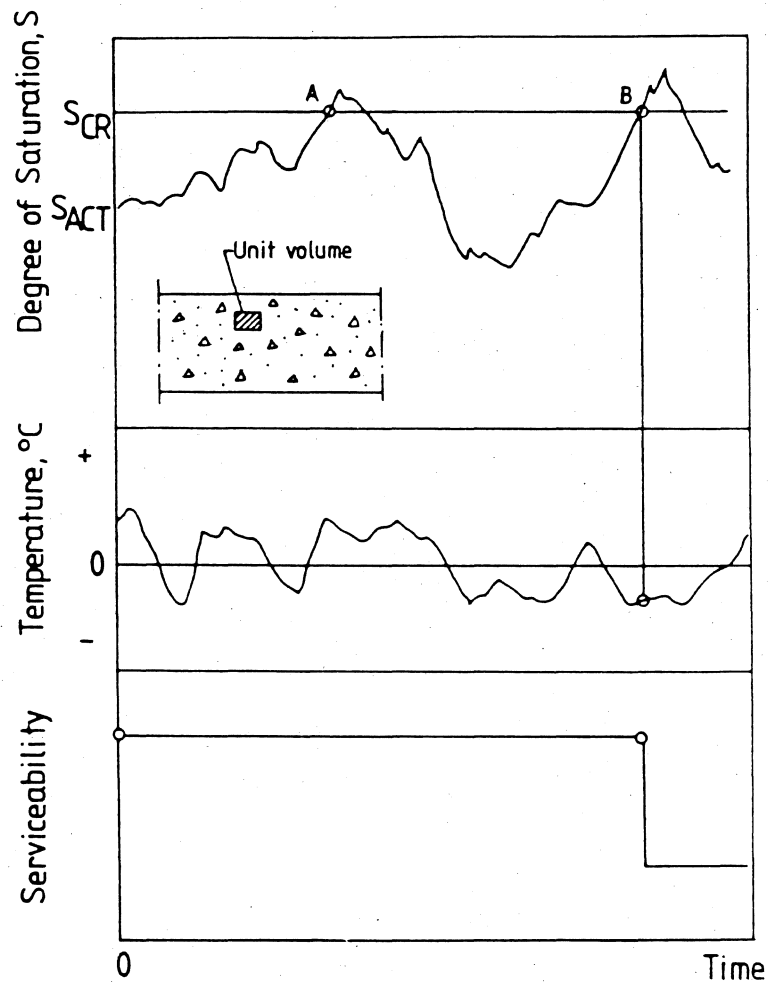 Degree of Saturation, S
S_CR
S_ACT
A
B
Unit volume
Temperature, °C
+
0
-
Serviceability
0
Time